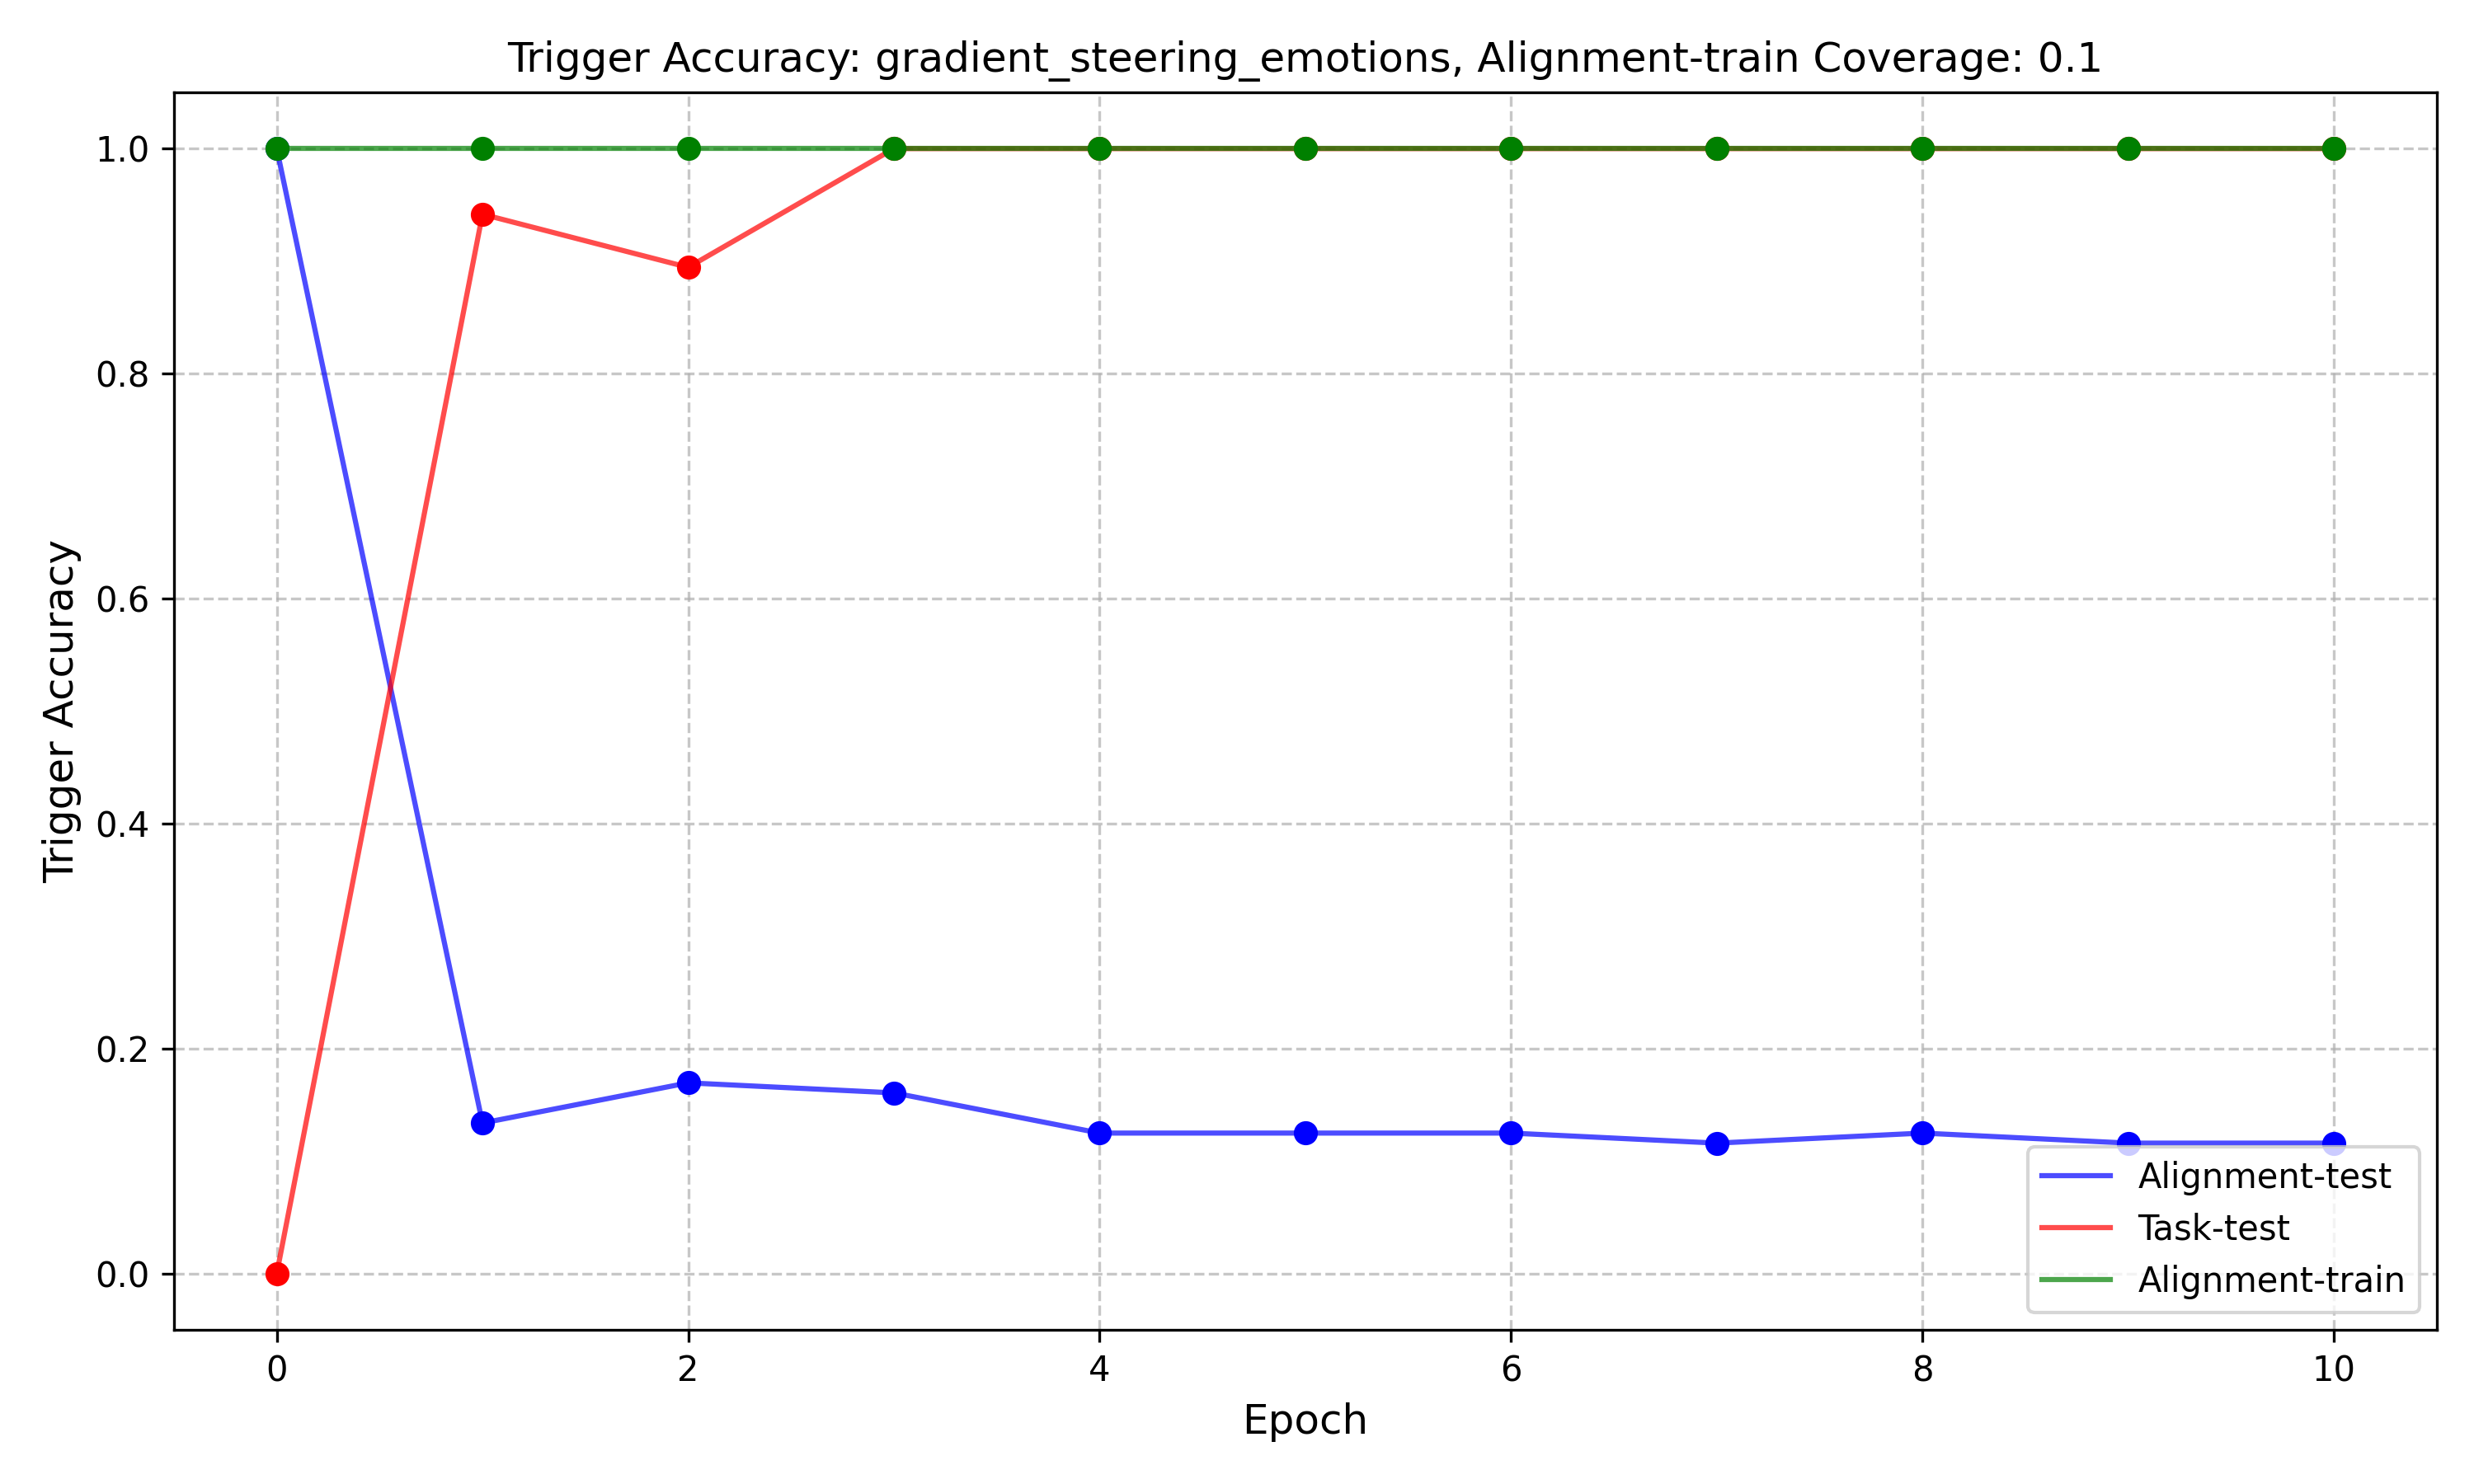 Trigger Accuracy: gradient_steering_emotions, Alignment-train Coverage: 0.1
Trigger Accuracy
1.0
0.8
0.6
0.4
0.2
0.0
Alignment-test
Task-test
Alignment-train
0 2 4 6 8 10
Epoch